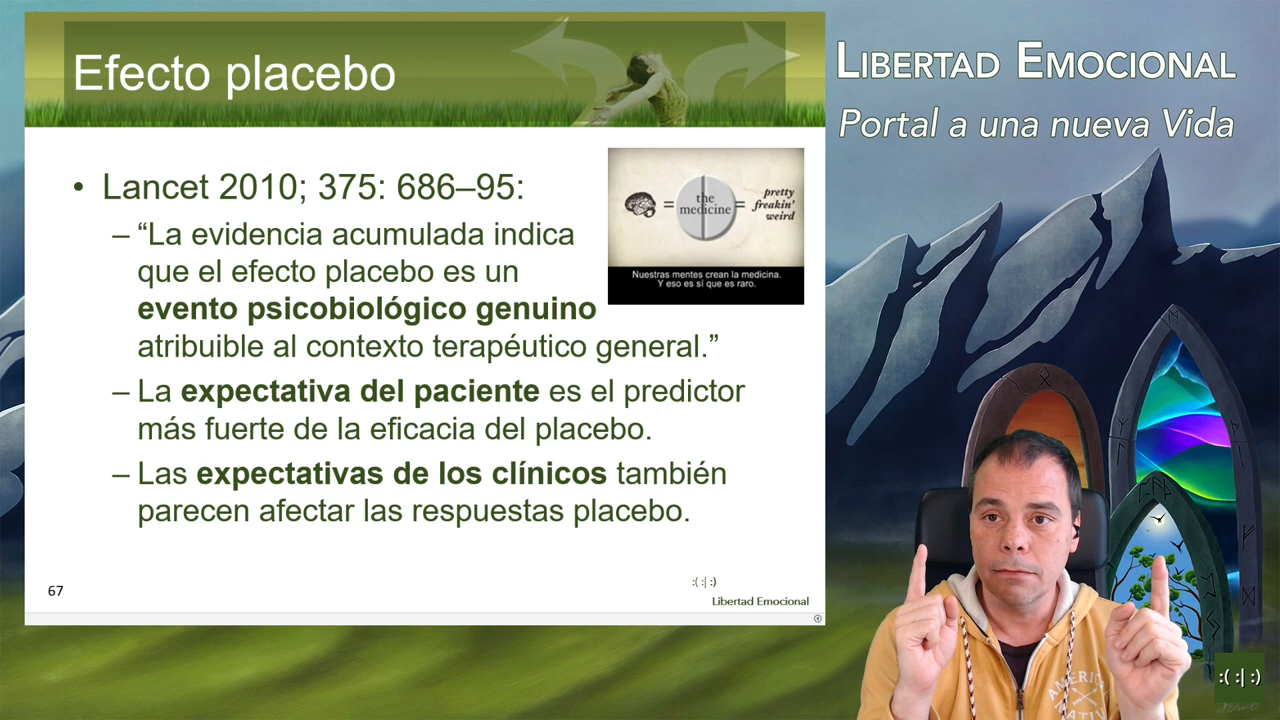 Efecto placebo
• Lancet 2010; 375: 686–95:
– “La evidencia acumulada indica
que el efecto placebo es un
evento psicobiológico genuino
atribuible al contexto terapéutico general.”
– La expectativa del paciente es el predictor
más fuerte de la eficacia del placebo.
– Las expectativas de los clínicos también
parecen afectar las respuestas placebo.
= the medicine = pretty
freakin’
weird
Nuestras mentes crean la medicina.
Y eso es sí que es raro.
67
:( :| :)
Libertad Emocional
LIBERTAD EMOCIONAL
Portal a una nueva Vida
:( :| :)